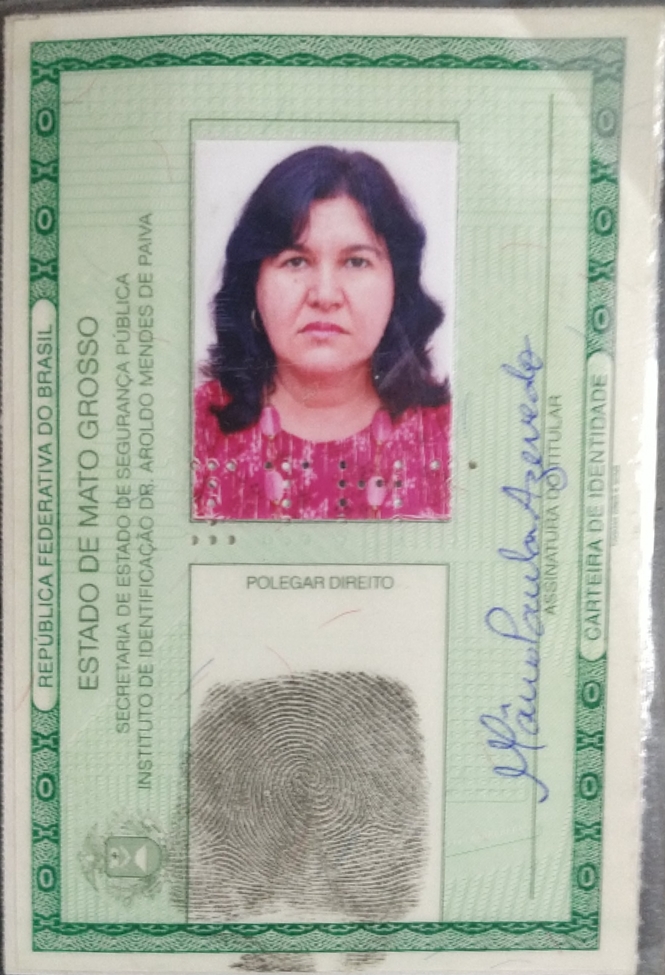 REPÚBLICA FEDERATIVA DO BRASIL
ESTADO DE MATO GROSSO
SECRETARIA DE ESTADO DE SEGURANÇA PÚBLICA
INSTITUTO DE IDENTIFICAÇÃO DR. AROLDO MENDES DE PAIVA
POLEGAR DIREITO
Paula Azevedo
ASSINATURA DO TITULAR
CARTEIRA DE IDENTIDADE